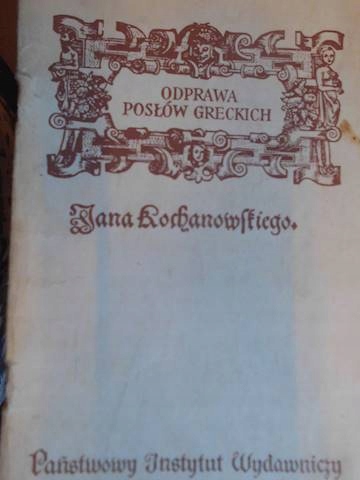 ODPRAWA
POSŁÓW GRECKICH
Jana Kochanowskiego.
Państwowy Instytut Wydawniczy